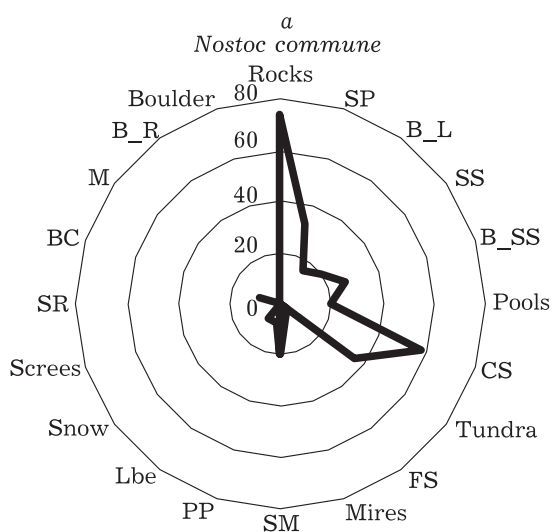 a
Nostoc commune
Rocks
80
Boulder
SP
B_R
B_L
60
M
SS
40
BC
B_SS
20
SR
0
Pools
Screes
CS
Snow
Tundra
Lbe
FS
PP
Mires
SM